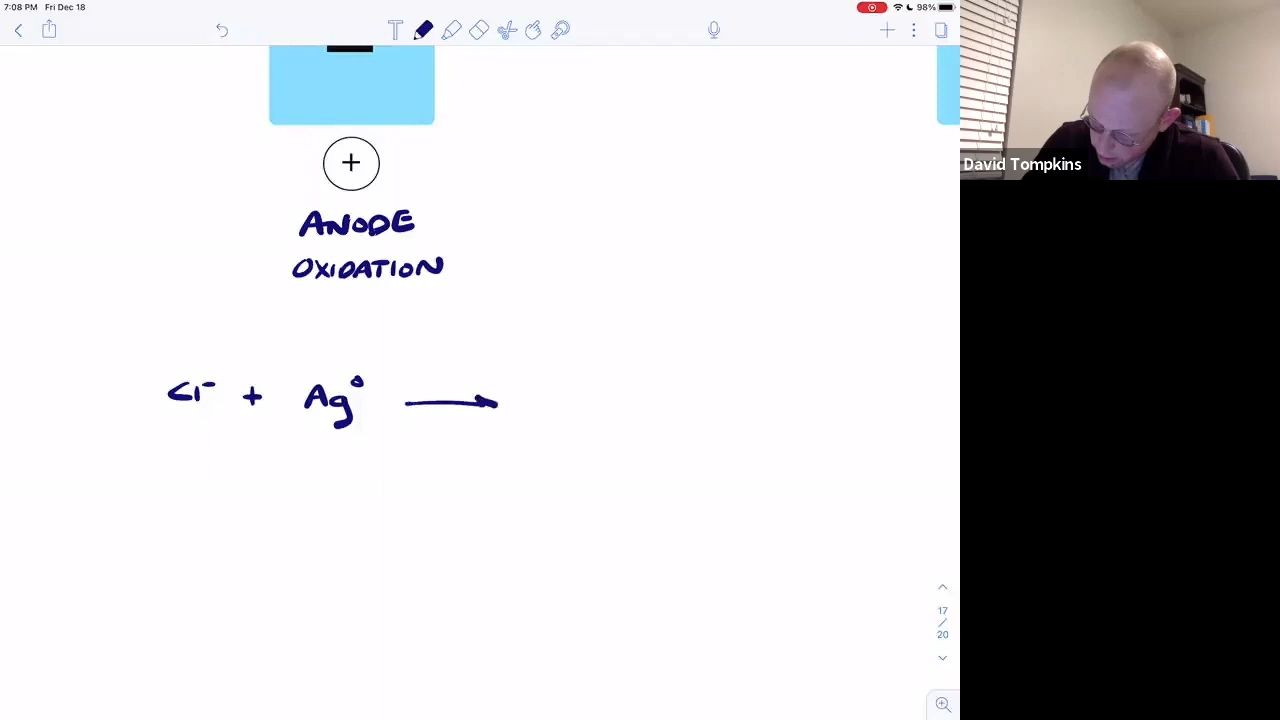 7:08 PM Fri Dec 18
98%
T
+
ANODE
OXIDATION
Cl⁻ + Ag⁰ ⟶
17
/
20
David Tompkins